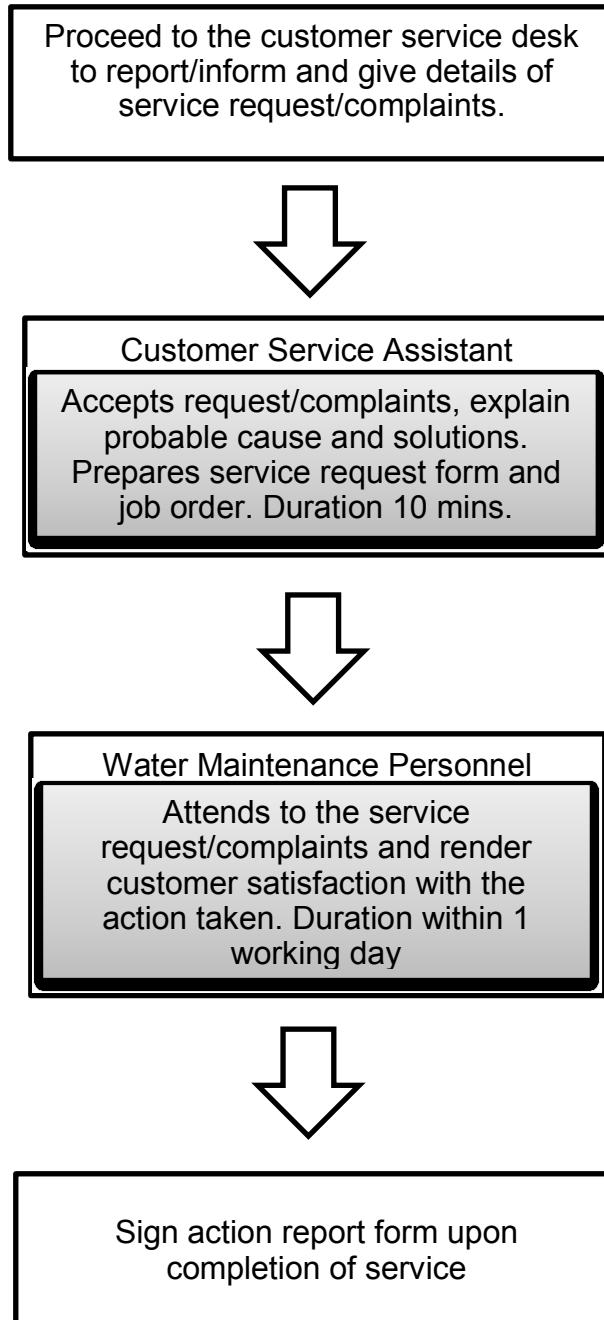 Proceed to the customer service desk
to report/inform and give details of
service request/complaints.
Customer Service Assistant
Accepts request/complaints, explain
probable cause and solutions.
Prepares service request form and
job order. Duration 10 mins.
Water Maintenance Personnel
Attends to the service
request/complaints and render
customer satisfaction with the
action taken. Duration within 1
working day
Sign action report form upon
completion of service